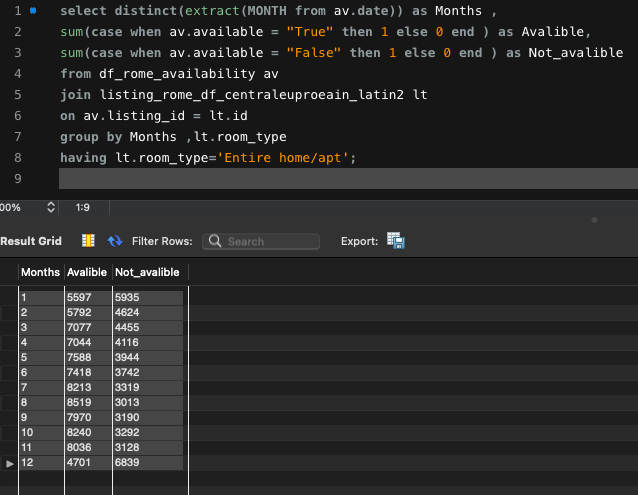 1 select distinct(extract(MONTH from av.date)) as Months ,
2 sum(case when av.available = "True" then 1 else 0 end ) as Avalible,
3 sum(case when av.available = "False" then 1 else 0 end ) as Not_avalible
4 from df_rome_availability av
5 join listing_rome_df_centraleuproeain_latin2 lt
6 on av.listing_id = lt.id
7 group by Months ,lt.room_type
8 having lt.room_type='Entire home/apt';
9
00% 1:9
Result Grid Filter Rows: Search Export:
Months Avalible Not_avalible
1 5597 5935
2 5792 4624
3 7077 4455
4 7044 4116
5 7588 3944
6 7418 3742
7 8213 3319
8 8519 3013
9 7970 3190
10 8240 3292
11 8036 3128
12 4701 6839